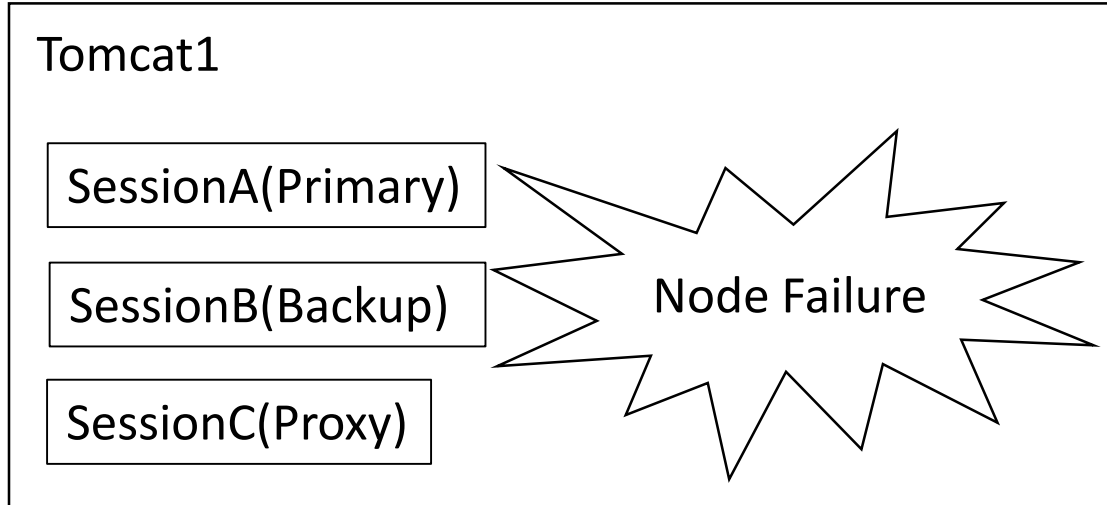 Tomcat1
SessionA(Primary)
SessionB(Backup)
Node Failure
SessionC(Proxy)